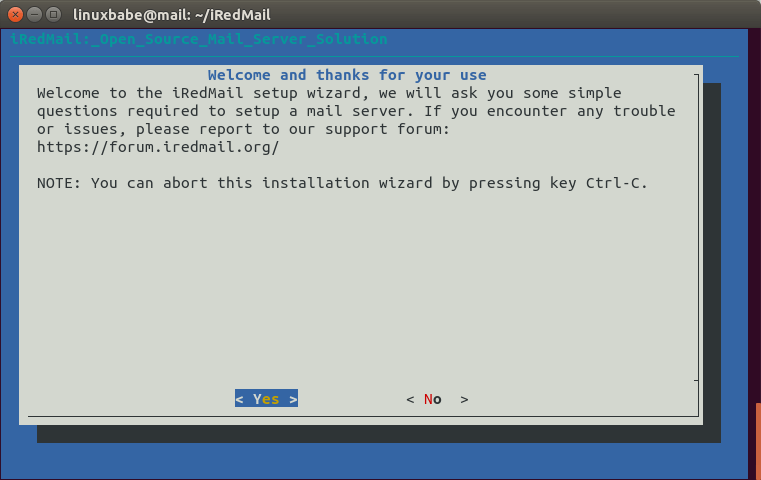 linuxbabe@mail: ~/iRedMail
iRedMail:_Open_Source_Mail_Server_Solution
Welcome and thanks for your use
Welcome to the iRedMail setup wizard, we will ask you some simple
questions required to setup a mail server. If you encounter any trouble
or issues, please report to our support forum:
https://forum.iredmail.org/
NOTE: You can abort this installation wizard by pressing key Ctrl-C.
< Yes > < No >